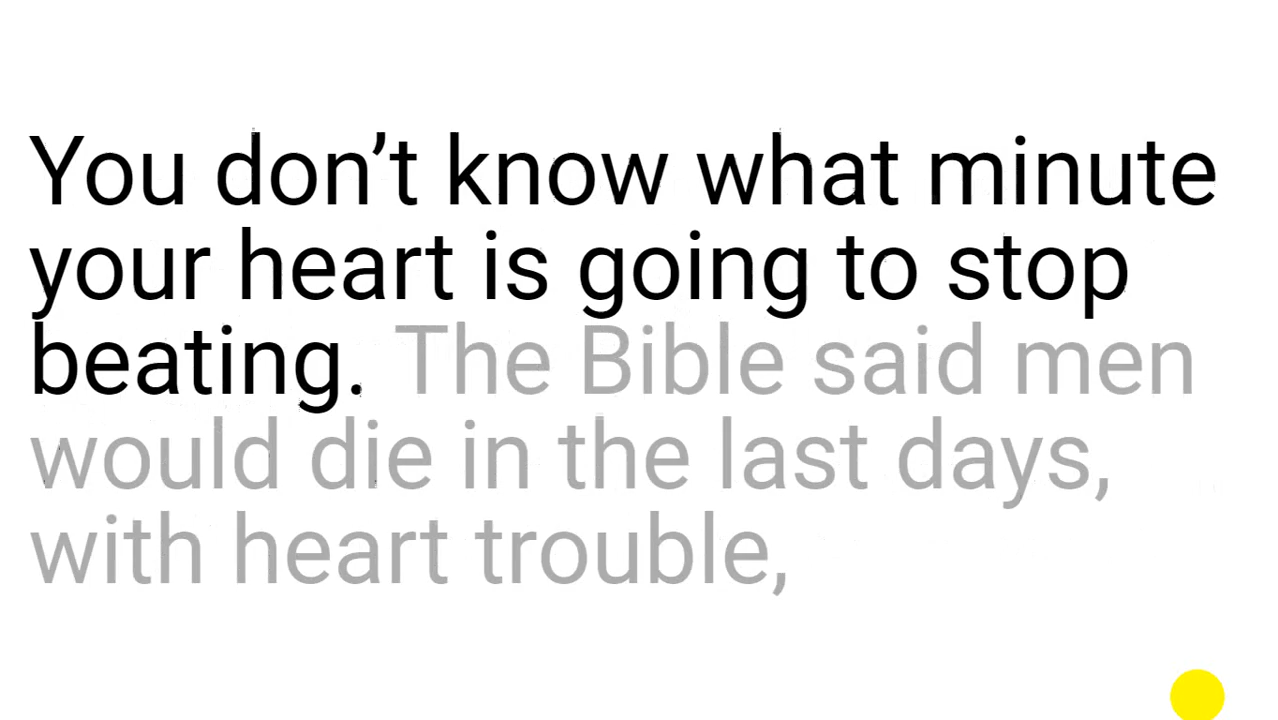 You don’t know what minute
your heart is going to stop
beating. The Bible said men
would die in the last days,
with heart trouble,